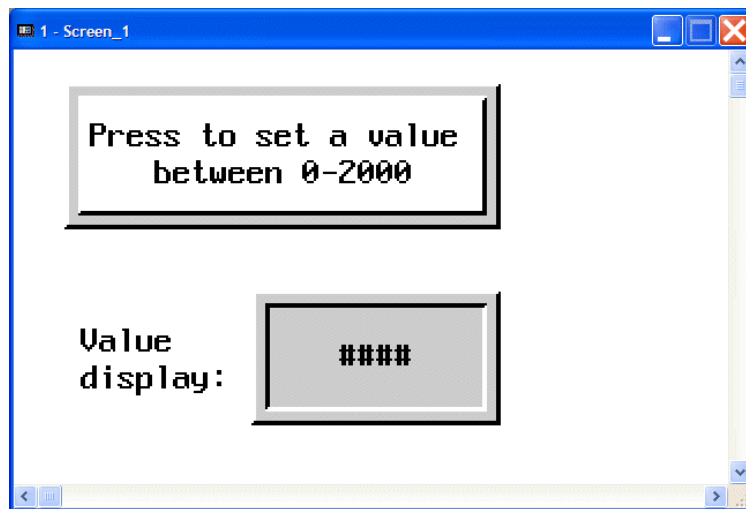 1 - Screen_1
Press to set a value
between 0-2000
Value
display:
####